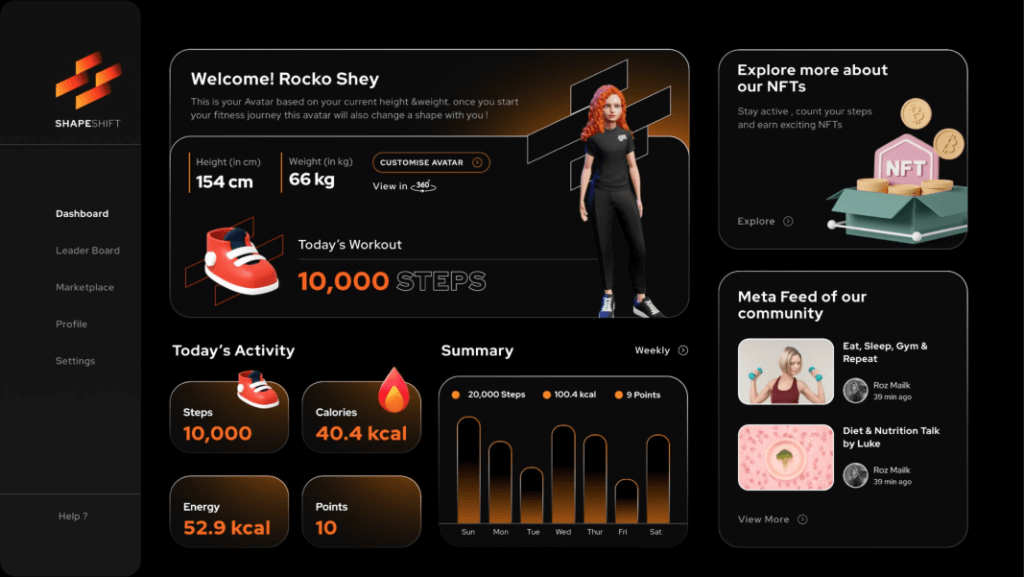 SHAPESHIFT
Dashboard
Leader Board
Marketplace
Profile
Settings
Help ?
Welcome! Rocko Shey
This is your Avatar based on your current height &weight. once you start
your fitness journey this avatar will also change a shape with you !
Height (in cm)
154 cm
Weight (in kg)
66 kg
CUSTOMISE AVATAR
View in 360°
Today's Workout
10,000 STEPS
Today's Activity
Steps
10,000
Calories
40.4 kcal
Energy
52.9 kcal
Points
10
Summary
Weekly
20,000 Steps
100.4 kcal
9 Points
Sun Mon Tue Wed Thur Fri Sat
Explore more about
our NFTs
Stay active , count your steps
and earn exciting NFTs
NFT
Explore
Meta Feed of our
community
Eat, Sleep, Gym &
Repeat
Roz Mailk
39 min ago
Diet & Nutrition Talk
by Luke
Roz Mailk
39 min ago
View More